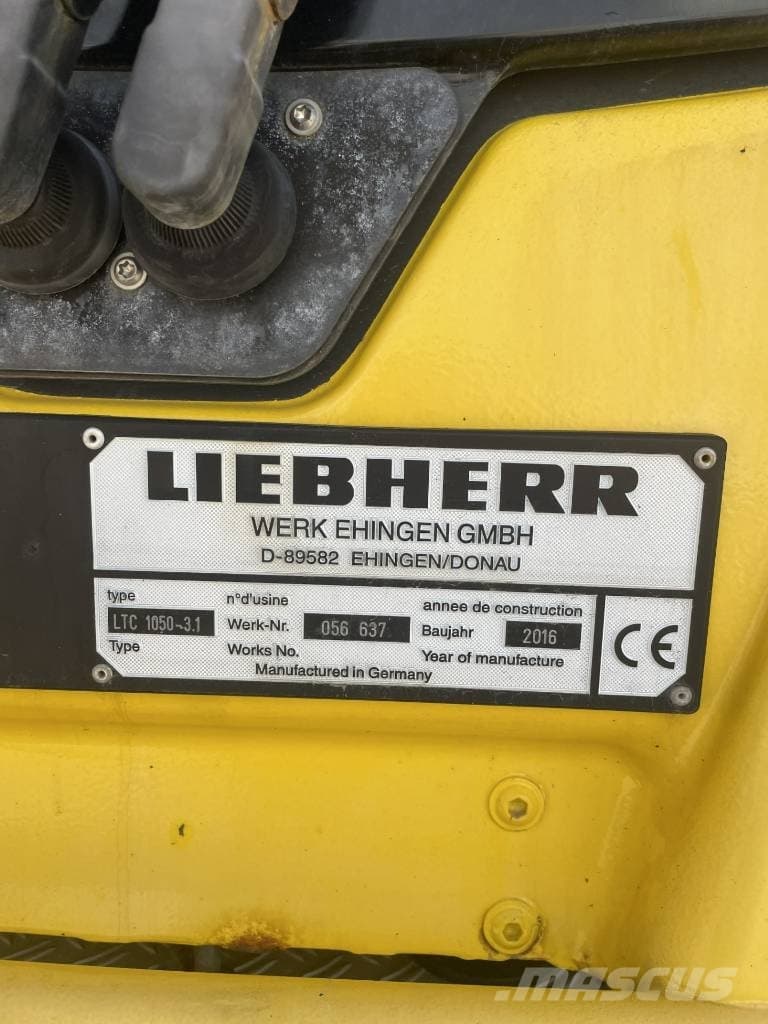 LIEBHERR
WERK EHINGEN GMBH
D-89582 EHINGEN/DONAU
type n°d'usine annee de construction
LTC 1050-3.1 Werk-Nr. 056 637 Baujahr 2016
Type Works No. Year of manufacture
Manufactured in Germany
CE
MASCUS